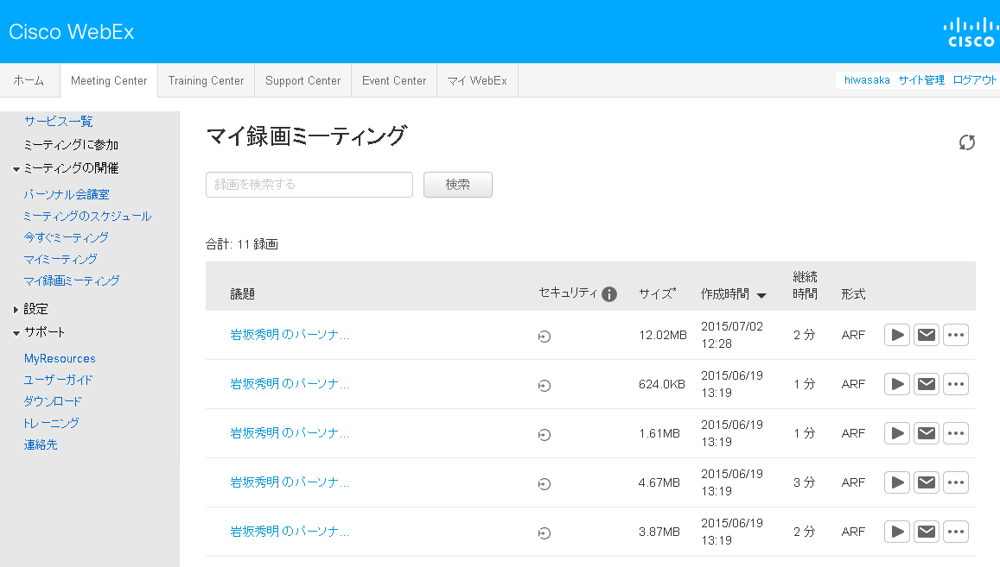 Cisco WebEx
CISCO
ホーム
Meeting Center
Training Center
Support Center
Event Center
マイ WebEx
hiwasaka サイト管理 ログアウト
サービス一覧
ミーティングに参加
ミーティングの開催
パーソナル会議室
ミーティングのスケジュール
今すぐミーティング
マイミーティング
マイ録画ミーティング
設定
サポート
MyResources
ユーザーガイド
ダウンロード
トレーニング
連絡先
マイ録画ミーティング
録画を検索する
検索
合計: 11 録画
議題 セキュリティ サイズ* 作成時間 継続時間 形式
岩坂秀明 のパーソナ... 12.02MB 2015/07/02 12:28 2 分 ARF
岩坂秀明 のパーソナ... 624.0KB 2015/06/19 13:19 1 分 ARF
岩坂秀明 のパーソナ... 1.61MB 2015/06/19 13:19 1 分 ARF
岩坂秀明 のパーソナ... 4.67MB 2015/06/19 13:19 3 分 ARF
岩坂秀明 のパーソナ... 3.87MB 2015/06/19 13:19 2 分 ARF